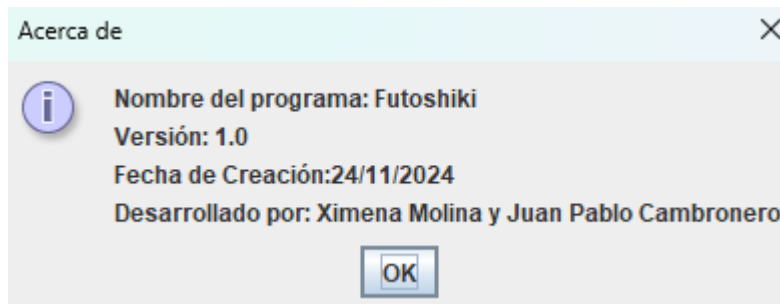 Acerca de
Nombre del programa: Futoshiki
Versión: 1.0
Fecha de Creación:24/11/2024
Desarrollado por: Ximena Molina y Juan Pablo Cambronero
OK